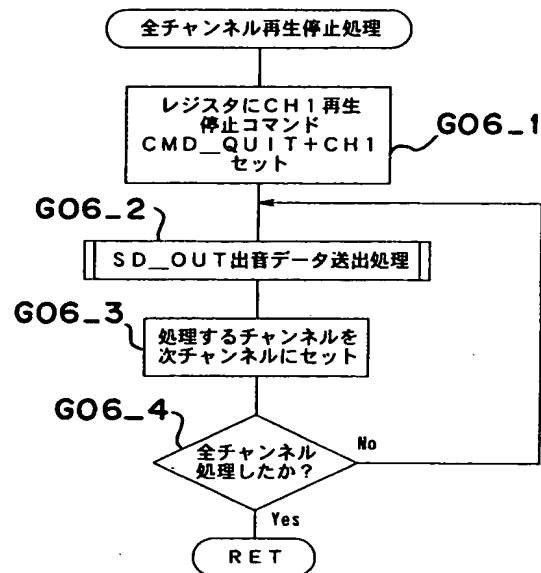 全チャンネル再生停止処理
レジスタにCH1再生
停止コマンド
CMD__QUIT+CH1
セット
G06_1
G06_2
SD__OUT出音データ送出処理
G06_3
処理するチャンネルを
次チャンネルにセット
G06_4
全チャンネル
処理したか?
No
Yes
RET